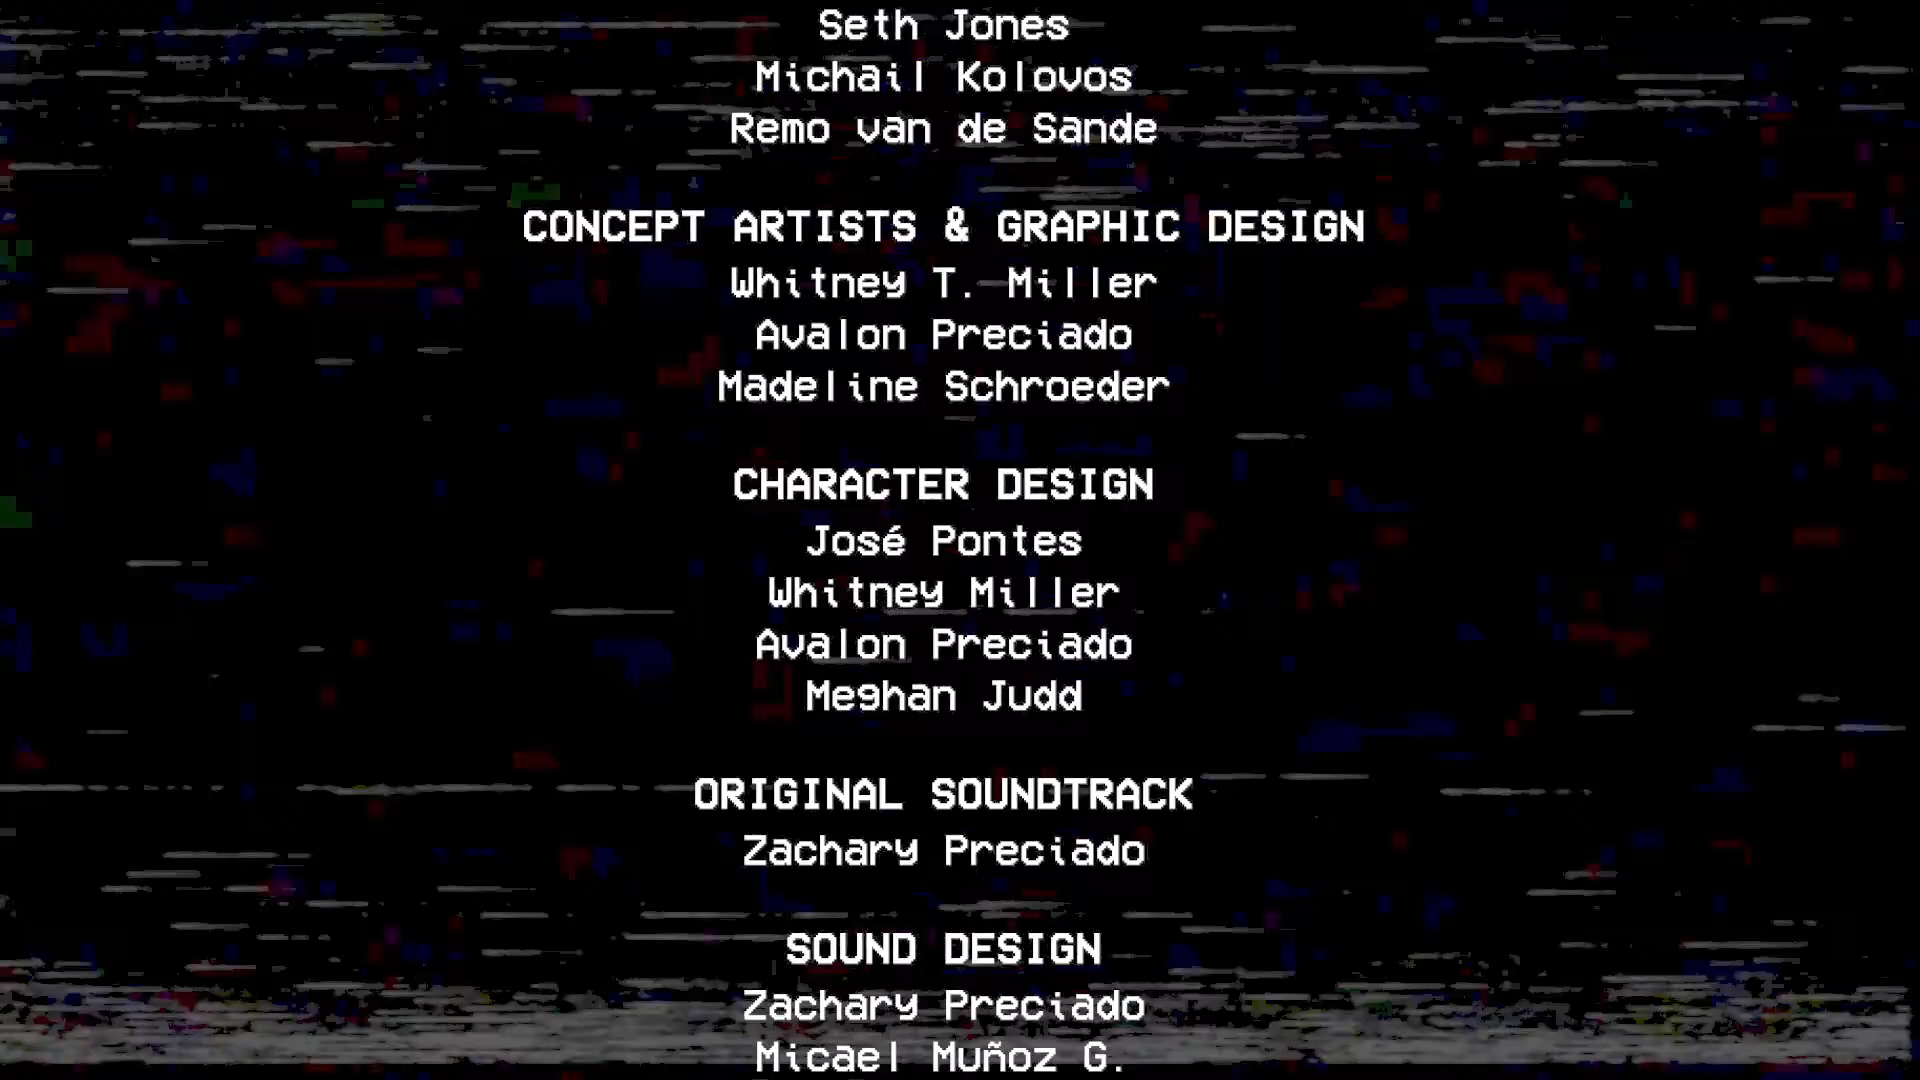 Seth Jones
Michail Kolovos
Remo van de Sande
CONCEPT ARTISTS & GRAPHIC DESIGN
Whitney T. Miller
Avalon Preciado
Madeline Schroeder
CHARACTER DESIGN
José Pontes
Whitney Miller
Avalon Preciado
Meghan Judd
ORIGINAL SOUNDTRACK
Zachary Preciado
SOUND DESIGN
Zachary Preciado
Micael Muñoz G.